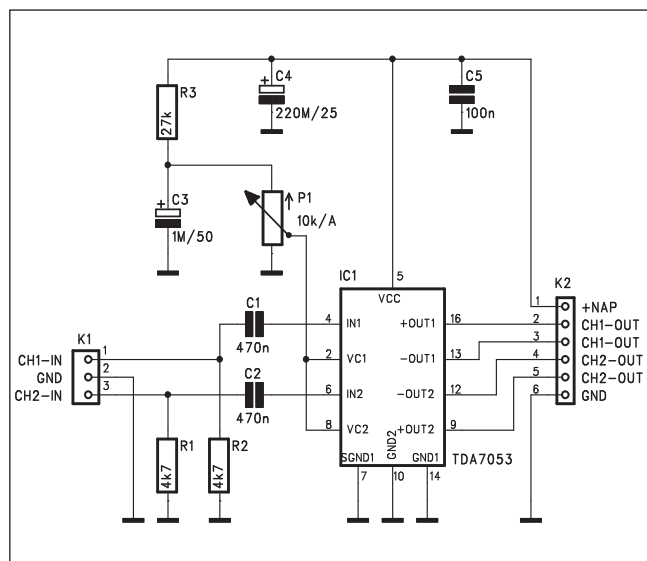 C4
+
220M/25
C5
100n
R3
27k
+
C3
1M/50
P1
10k/A
IC1
5
VCC
K2
1
+NAP
2
CH1-OUT
3
CH1-OUT
4
CH2-OUT
5
CH2-OUT
6
GND
C1
470n
4
IN1
+OUT1
16
2
VC1
-OUT1
13
C2
470n
6
IN2
-OUT2
12
8
VC2
+OUT2
9
SGND1
GND2
GND1
7
10
14
TDA7053
K1
CH1-IN
1
GND
2
CH2-IN
3
R1
4k7
R2
4k7